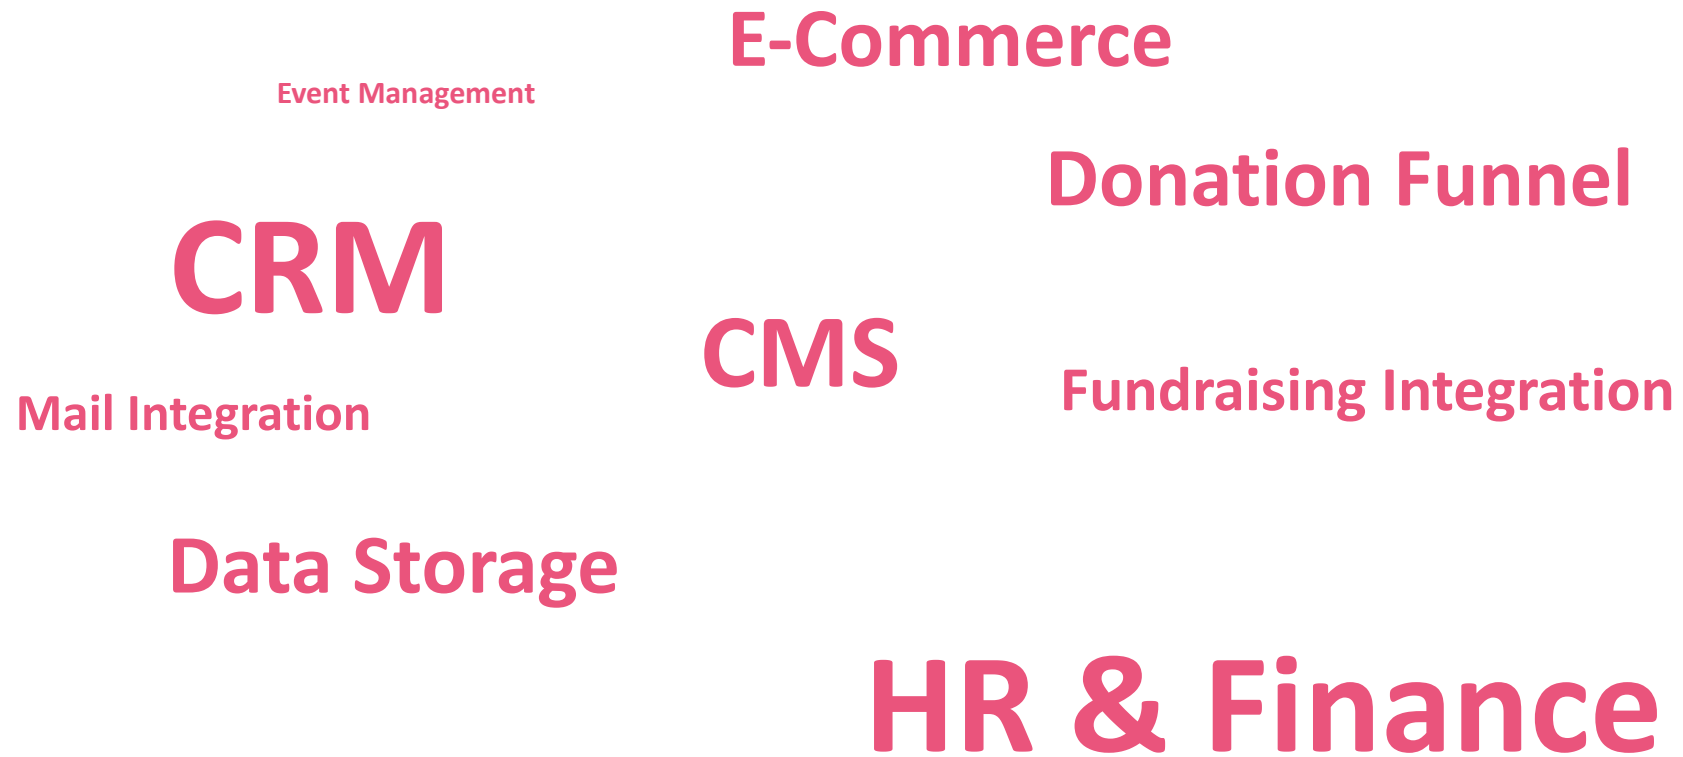 E-Commerce
Event Management
Donation Funnel
CRM
CMS
Fundraising Integration
Mail Integration
Data Storage
HR & Finance